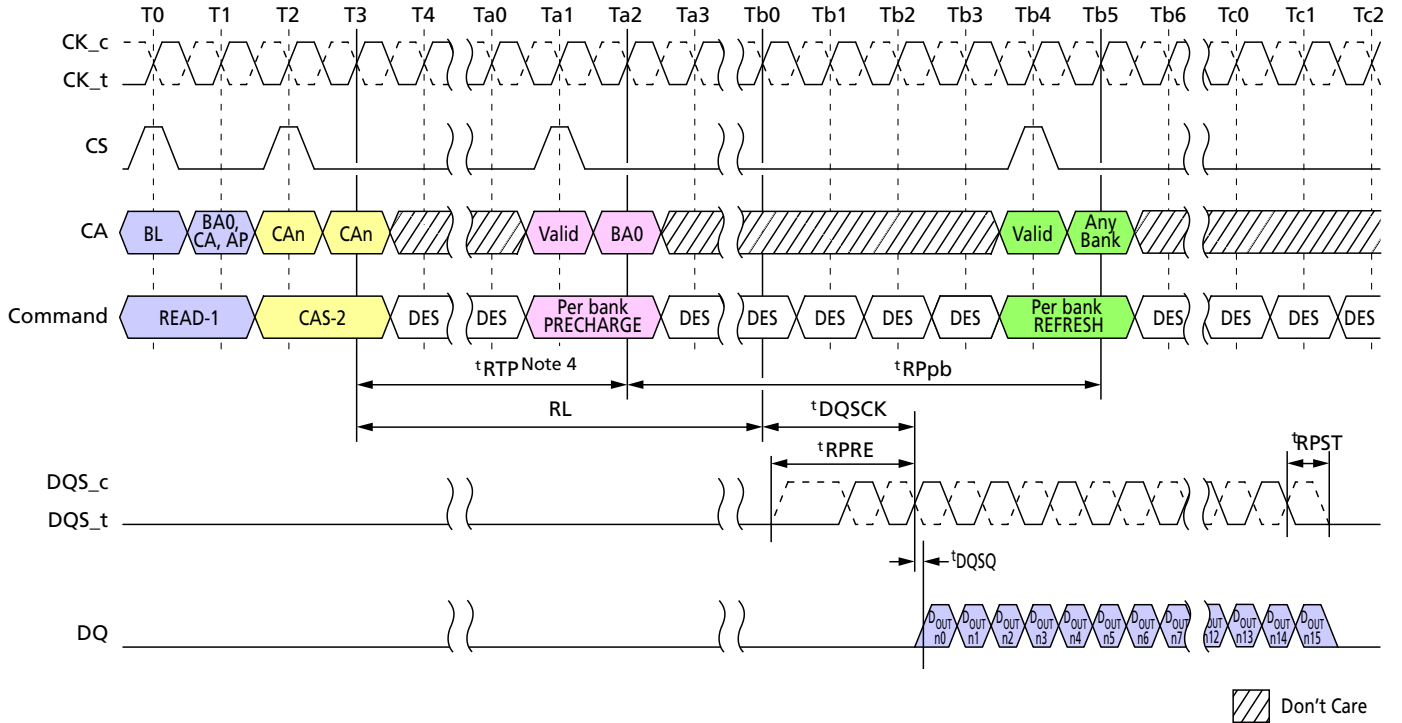 T0 T1 T2 T3 T4 Ta0 Ta1 Ta2 Ta3 Tb0 Tb1 Tb2 Tb3 Tb4 Tb5 Tb6 Tc0 Tc1 Tc2
CK_c
CK_t
CS
CA BL BA0, CA, AP CAn CAn Valid BA0 Valid Any Bank
Command READ-1 CAS-2 DES DES Per bank PRECHARGE DES DES DES DES DES Per bank REFRESH DES DES DES DES
tRTP Note 4 tRPpb
RL tDQSCK
tRPRE tRPST
DQS_c
DQS_t
tDQSQ
DQ DOUT n0 DOUT n1 DOUT n2 DOUT n3 DOUT n4 DOUT n5 DOUT n6 DOUT n7 DOUT n12 DOUT n13 DOUT n14 DOUT n15
Don't Care